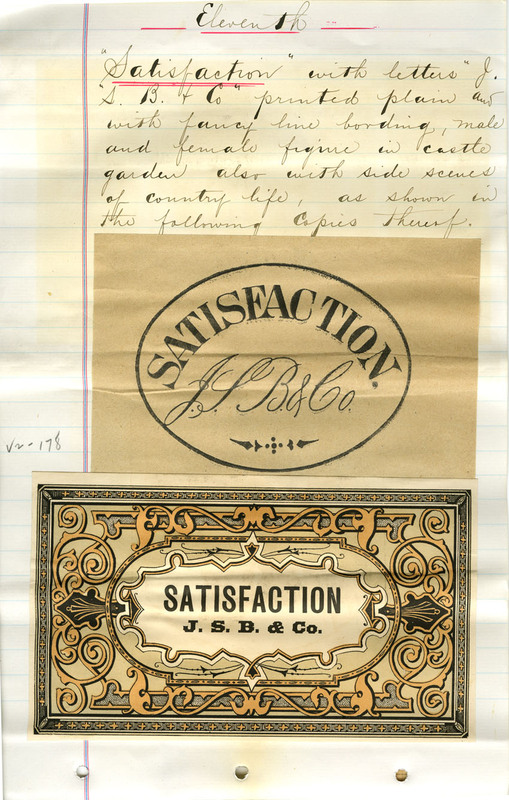 Eleventh
"Satisfaction" with letters "J.
"S. B. & Co" printed plain and
with fancy line bording, male
and female figure in castle
garden also with side scenes
of country life, as shown in
the following Copies thereof.
SATISFACTION.
J.S.B.&Co.
V2-178
SATISFACTION
J. S. B. & Co.